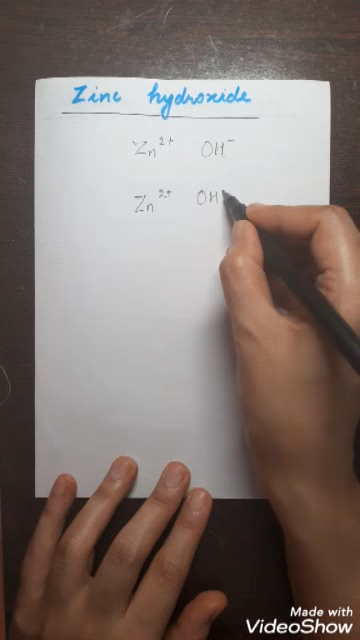 Zinc hydroxide
Zn²⁺ OH⁻
Zn²⁺ OH
Made with
VideoShow